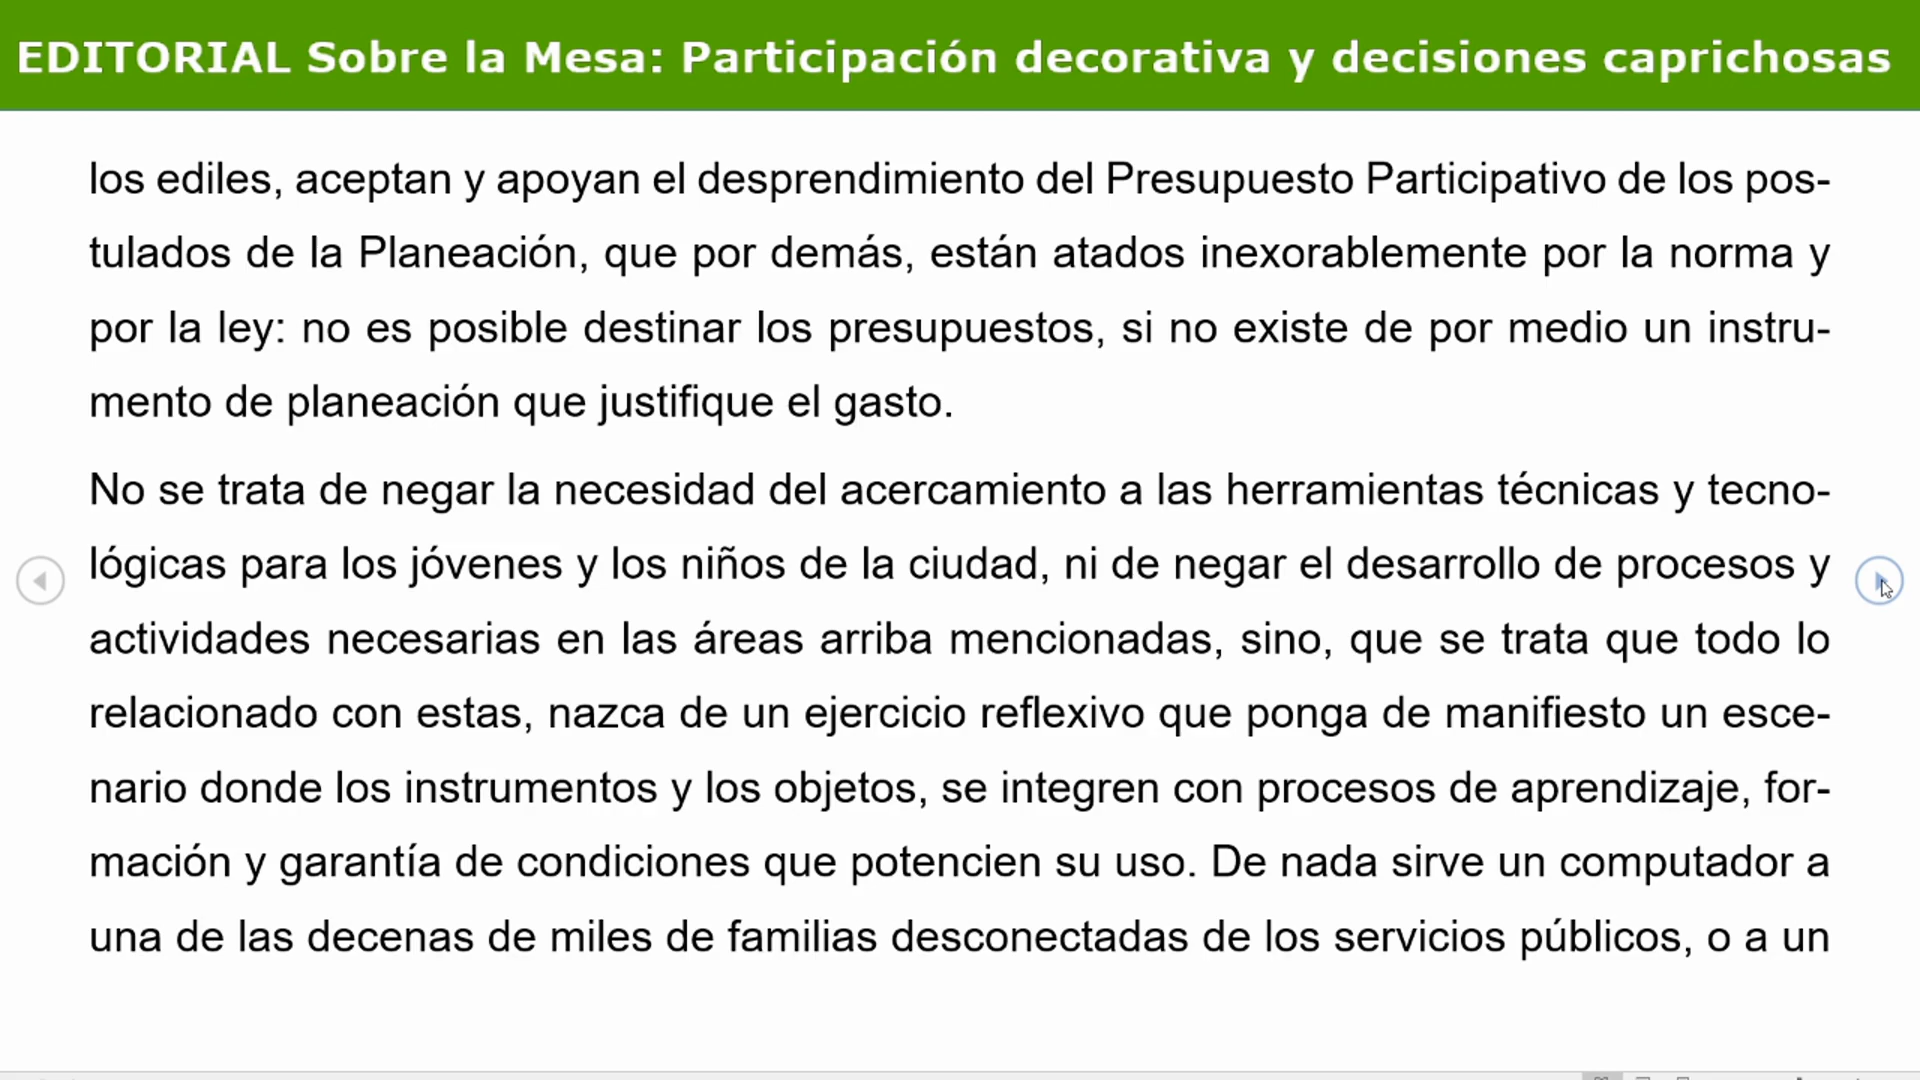 EDITORIAL Sobre la Mesa: Participación decorativa y decisiones caprichosas
los ediles, aceptan y apoyan el desprendimiento del Presupuesto Participativo de los pos-
tulados de la Planeación, que por demás, están atados inexorablemente por la norma y
por la ley: no es posible destinar los presupuestos, si no existe de por medio un instru-
mento de planeación que justifique el gasto.
No se trata de negar la necesidad del acercamiento a las herramientas técnicas y tecno-
lógicas para los jóvenes y los niños de la ciudad, ni de negar el desarrollo de procesos y
actividades necesarias en las áreas arriba mencionadas, sino, que se trata que todo lo
relacionado con estas, nazca de un ejercicio reflexivo que ponga de manifiesto un esce-
nario donde los instrumentos y los objetos, se integren con procesos de aprendizaje, for-
mación y garantía de condiciones que potencien su uso. De nada sirve un computador a
una de las decenas de miles de familias desconectadas de los servicios públicos, o a un